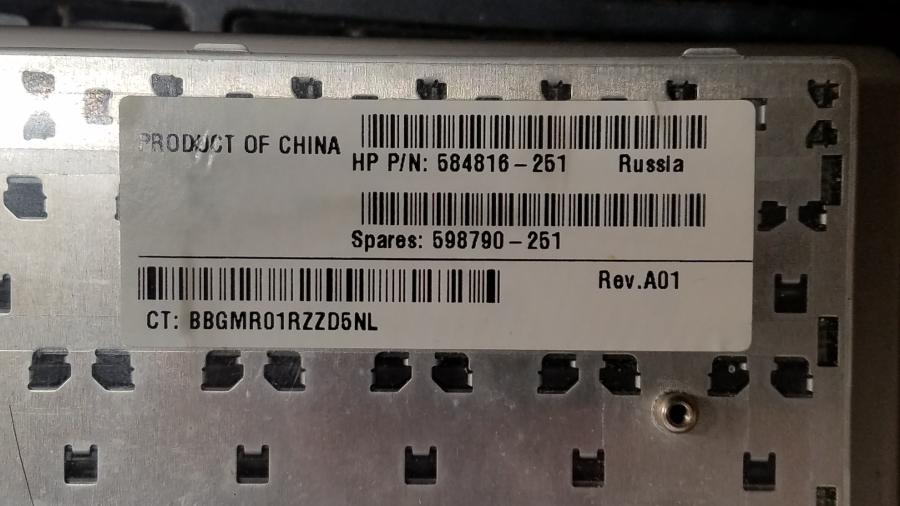 PRODUCT OF CHINA
HP P/N: 584816-251 Russia
Spares: 598790-251
Rev.A01
CT: BBGMR01RZZD5NL